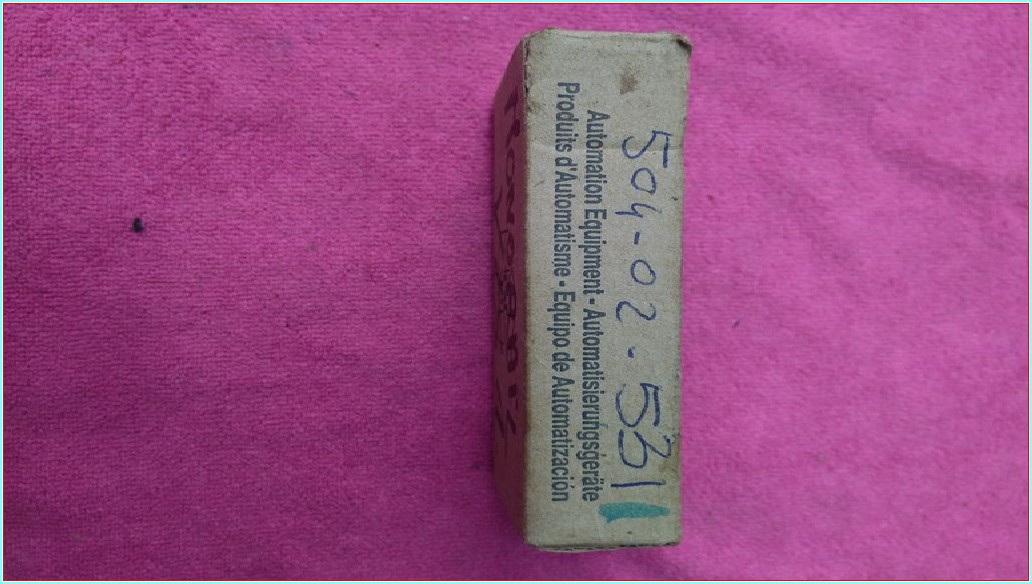 504-02-531
Automation Equipment - Automatisierungsgeräte
Produits d'Automatisme - Equipo de Automatización